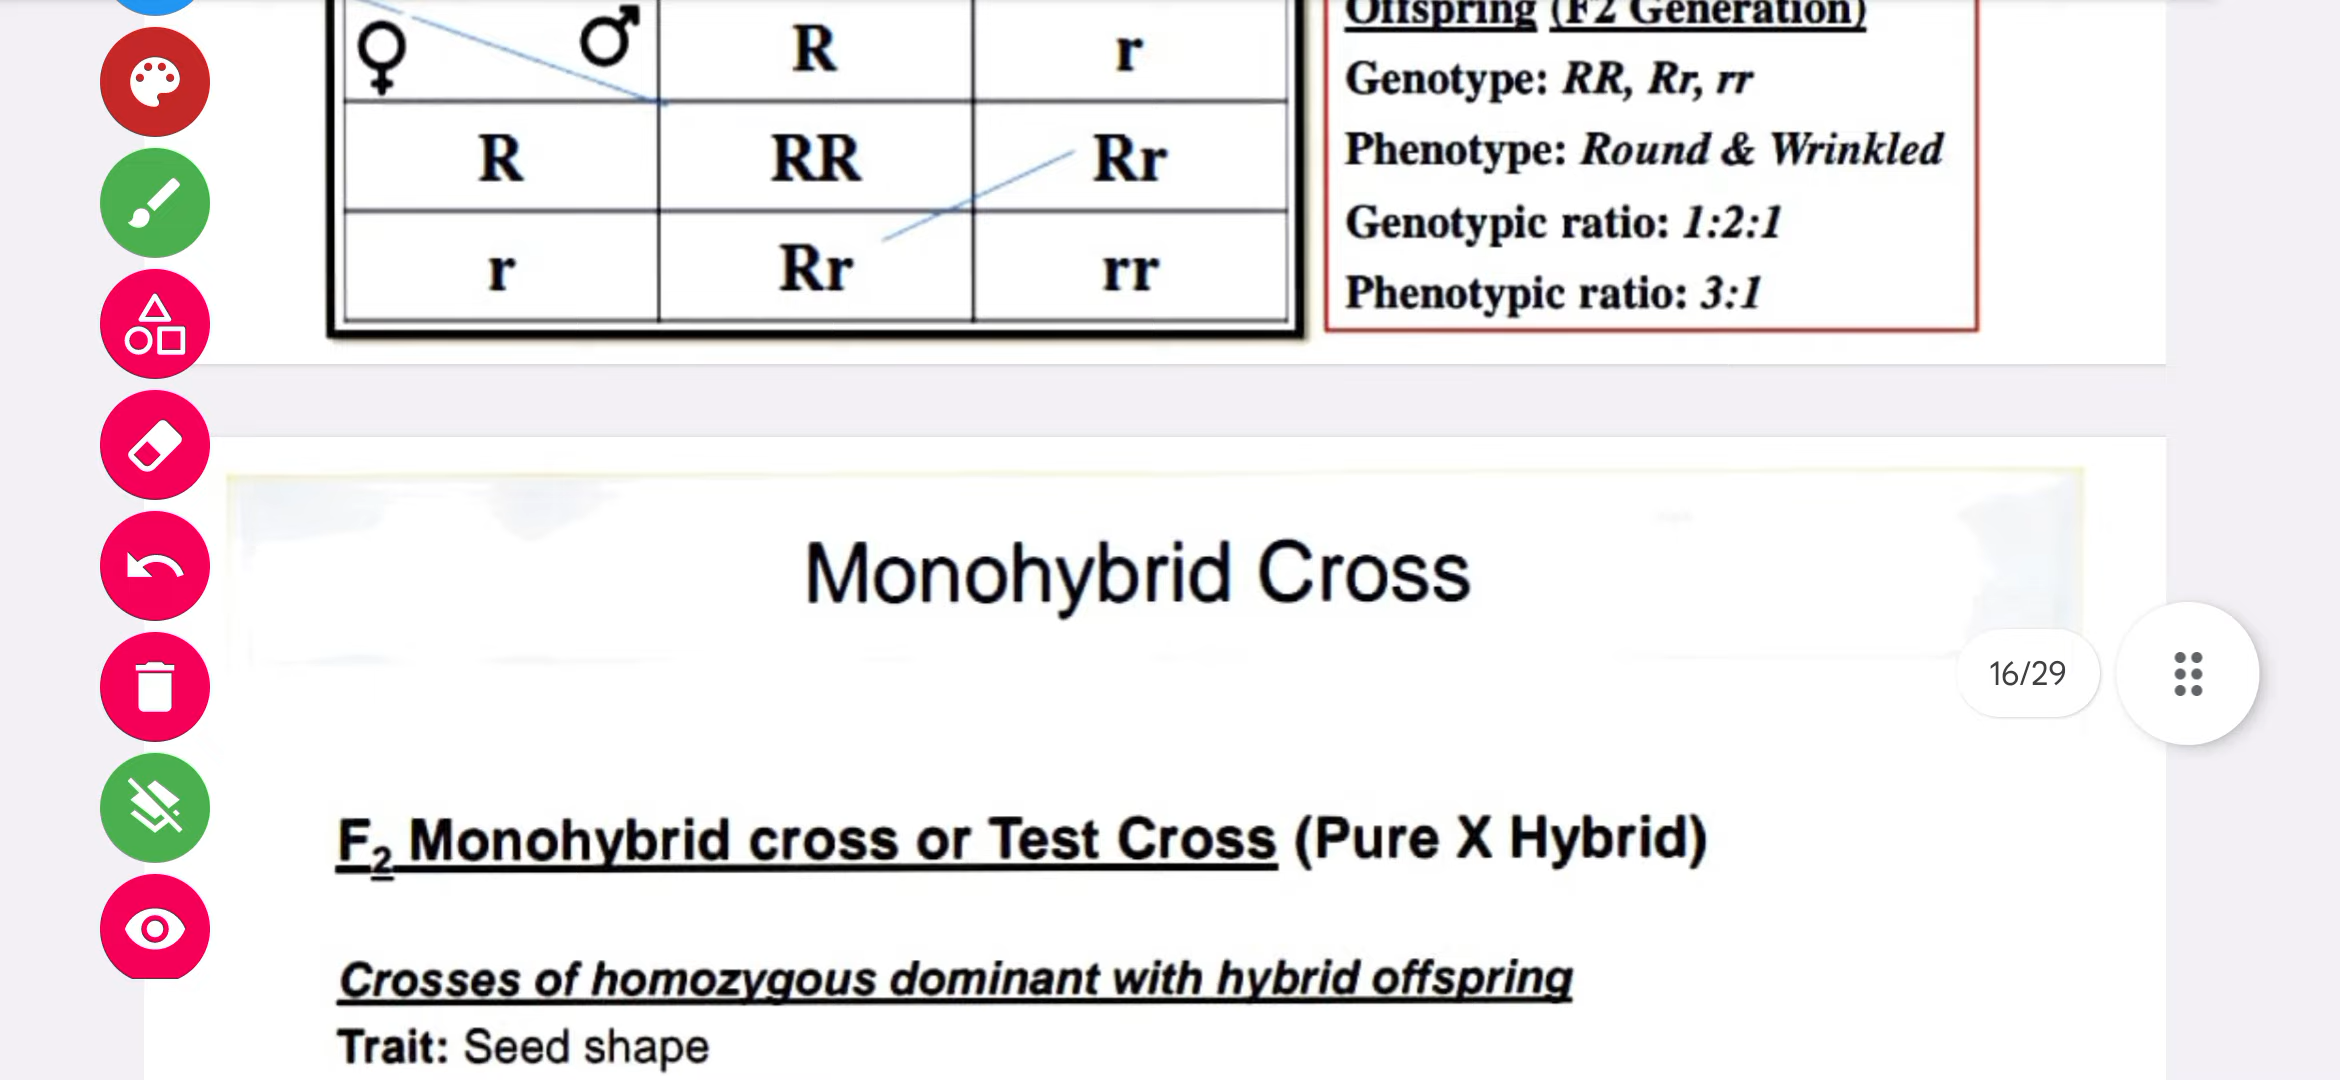 Offspring (F2 Generation)
♀ ♂ R r
Genotype: RR, Rr, rr
R RR Rr
Phenotype: Round & Wrinkled
r Rr rr
Genotypic ratio: 1:2:1
Phenotypic ratio: 3:1
Monohybrid Cross
16/29
F2 Monohybrid cross or Test Cross (Pure X Hybrid)
Crosses of homozygous dominant with hybrid offspring
Trait: Seed shape